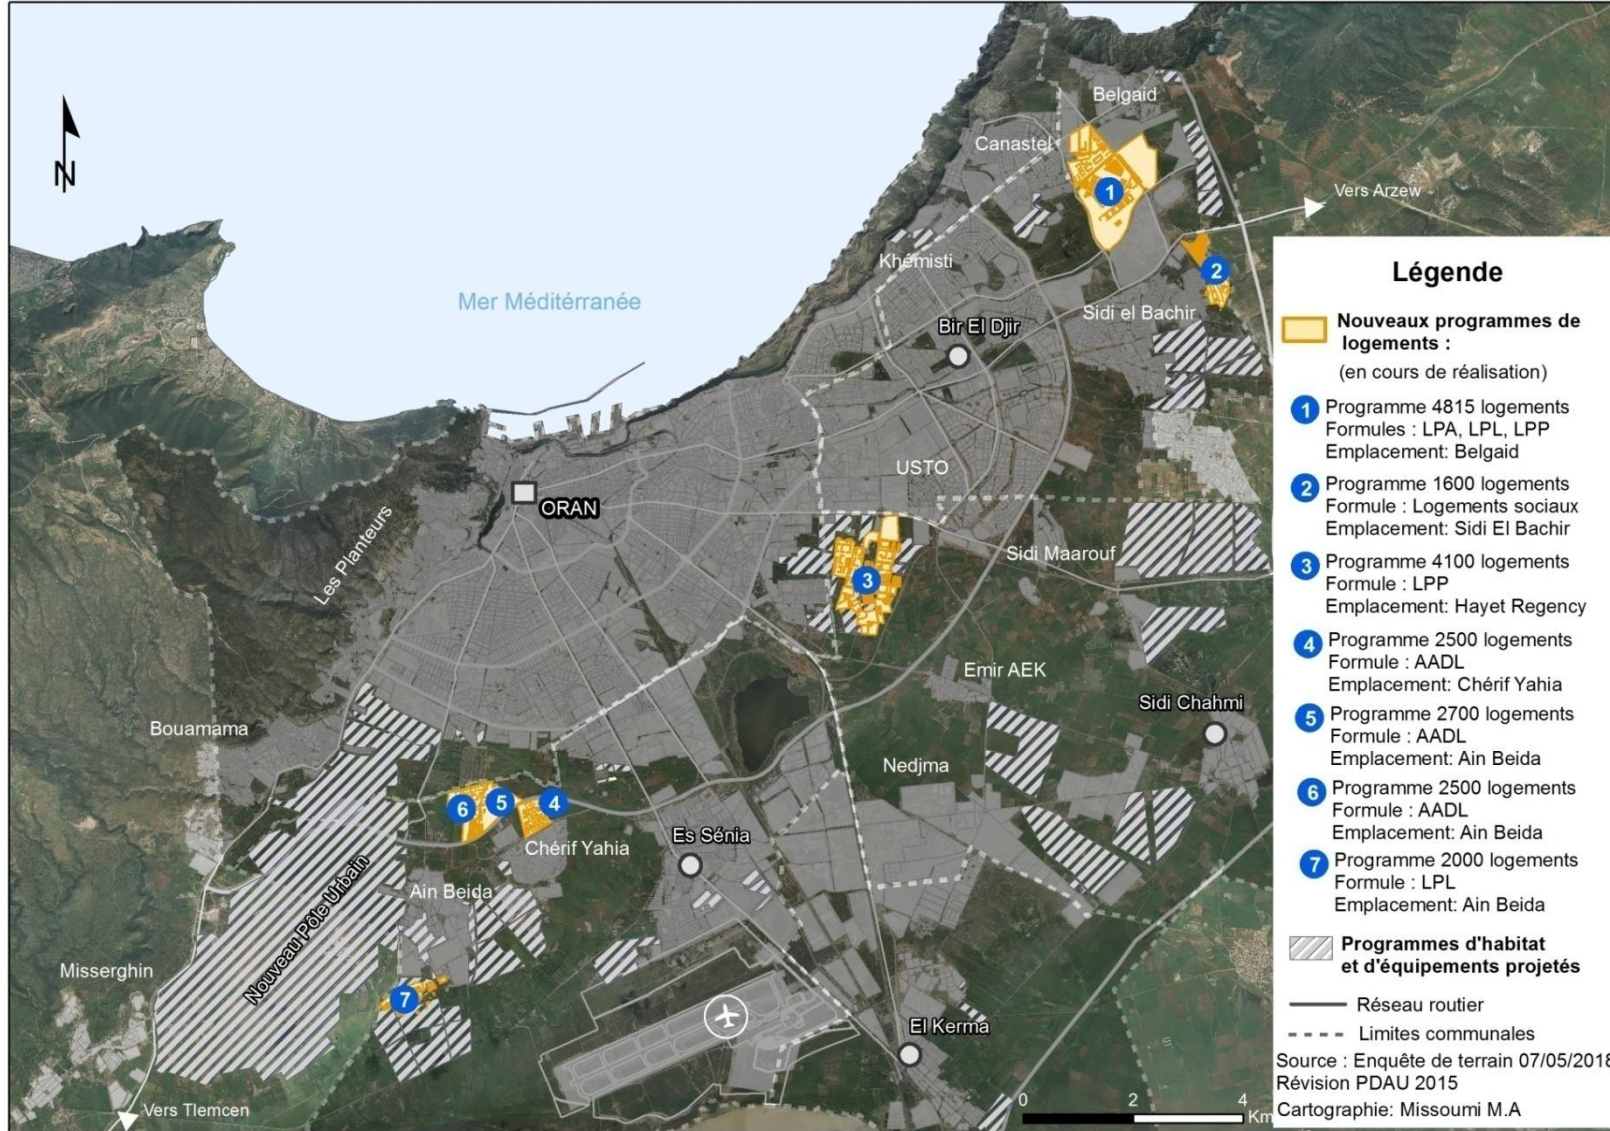 Belgaid
Canastel
1
Vers Arzew
Khémisti
2
Mer Méditérranée
Sidi el Bachir
Bir El Djir
USTO
ORAN
Les Planteurs
Sidi Maarouf
3
Emir AEK
Sidi Chahmi
Bouamama
Nedjma
6
5
4
Es Sénia
Chérif Yahia
Ain Beida
Nouveau Pôle Urbain
Misserghin
7
El Kerma
Vers Tlemcen
N
0 2 4
Km
Légende
Nouveaux programmes de
logements :
(en cours de réalisation)
1 Programme 4815 logements
Formules : LPA, LPL, LPP
Emplacement: Belgaid
2 Programme 1600 logements
Formule : Logements sociaux
Emplacement: Sidi El Bachir
3 Programme 4100 logements
Formule : LPP
Emplacement: Hayet Regency
4 Programme 2500 logements
Formule : AADL
Emplacement: Chérif Yahia
5 Programme 2700 logements
Formule : AADL
Emplacement: Ain Beida
6 Programme 2500 logements
Formule : AADL
Emplacement: Ain Beida
7 Programme 2000 logements
Formule : LPL
Emplacement: Ain Beida
Programmes d'habitat
et d'équipements projetés
Réseau routier
Limites communales
Source : Enquête de terrain 07/05/2018
Révision PDAU 2015
Cartographie: Missoumi M.A